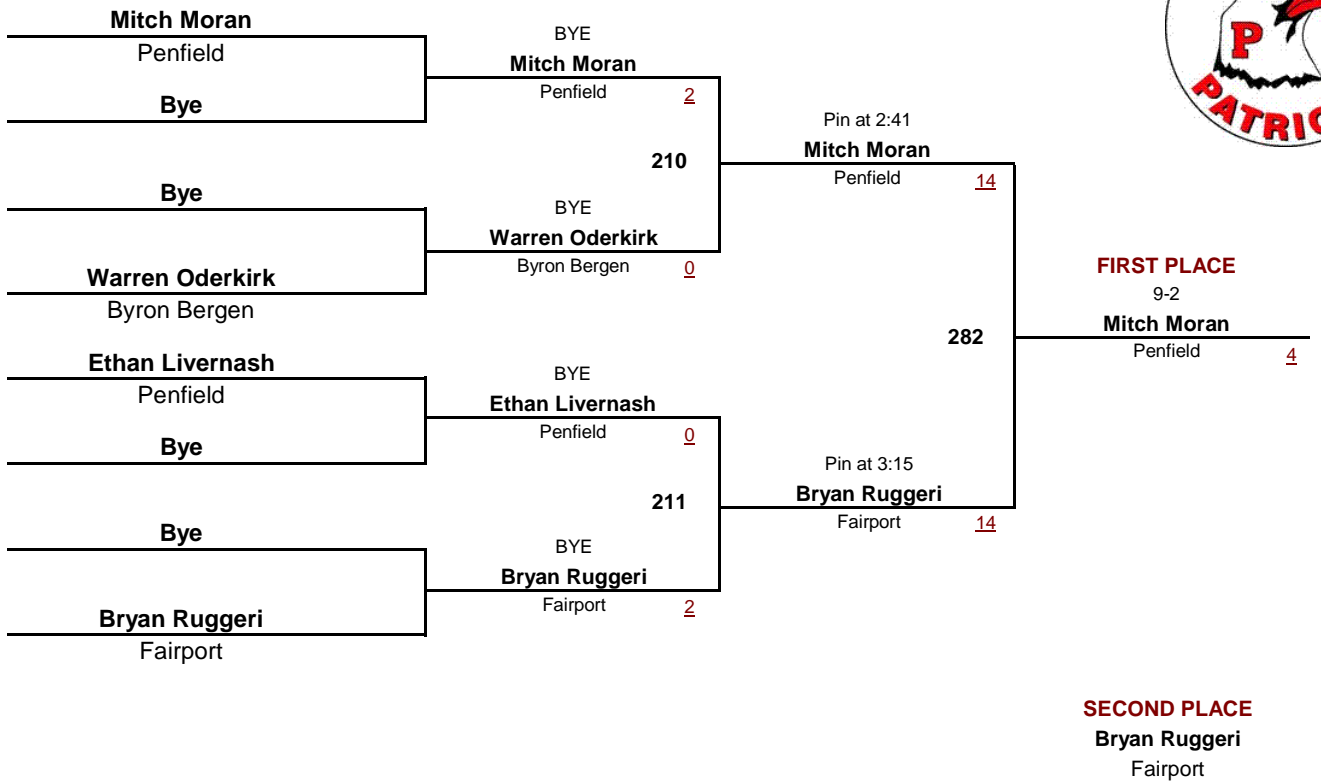 Mitch Moran
Penfield
Bye
Bye
Warren Oderkirk
Byron Bergen
Ethan Livernash
Penfield
Bye
Bye
Bryan Ruggeri
Fairport
BYE
Mitch Moran
Penfield 2
210
BYE
Warren Oderkirk
Byron Bergen 0
BYE
Ethan Livernash
Penfield 0
211
BYE
Bryan Ruggeri
Fairport 2
Pin at 2:41
Mitch Moran
Penfield 14
282
Pin at 3:15
Bryan Ruggeri
Fairport 14
P
FIRST PLACE
9-2
Mitch Moran
Penfield 4
SECOND PLACE
Bryan Ruggeri
Fairport